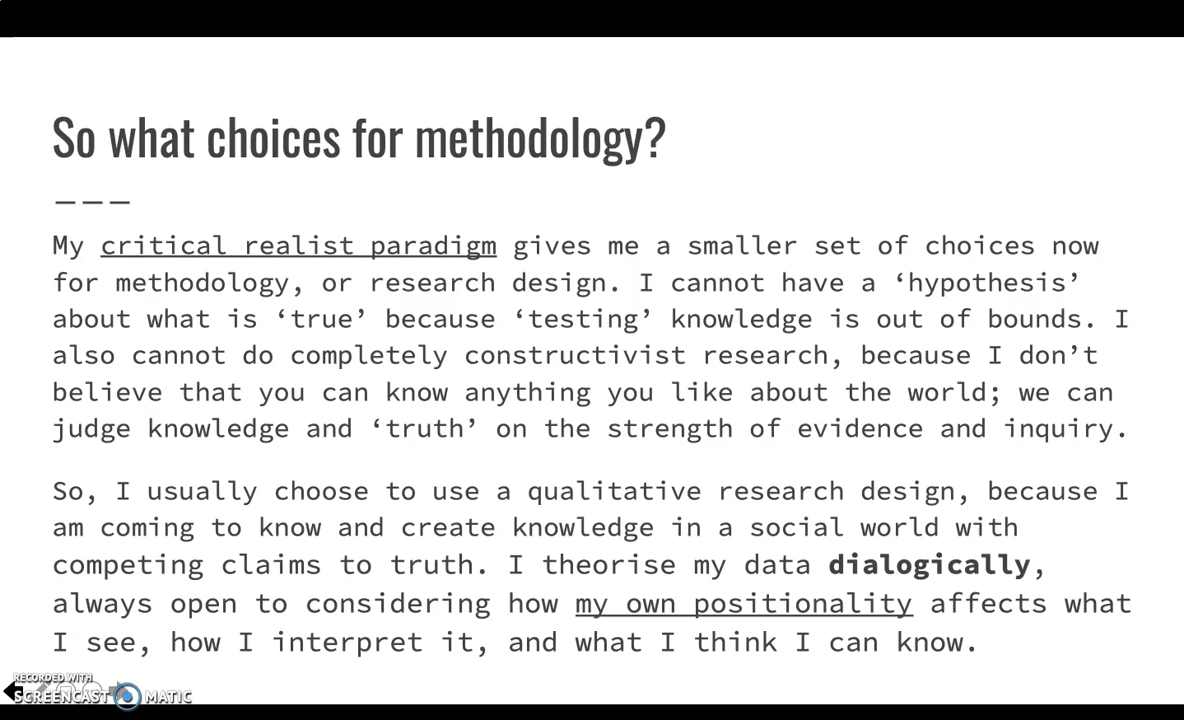 So what choices for methodology?
———
My critical realist paradigm gives me a smaller set of choices now
for methodology, or research design. I cannot have a ‘hypothesis’
about what is ‘true’ because ‘testing’ knowledge is out of bounds. I
also cannot do completely constructivist research, because I don’t
believe that you can know anything you like about the world; we can
judge knowledge and ‘truth’ on the strength of evidence and inquiry.
So, I usually choose to use a qualitative research design, because I
am coming to know and create knowledge in a social world with
competing claims to truth. I theorise my data dialogically,
always open to considering how my own positionality affects what
I see, how I interpret it, and what I think I can know.
RECORDED WITH
SCREENCAST MATIC